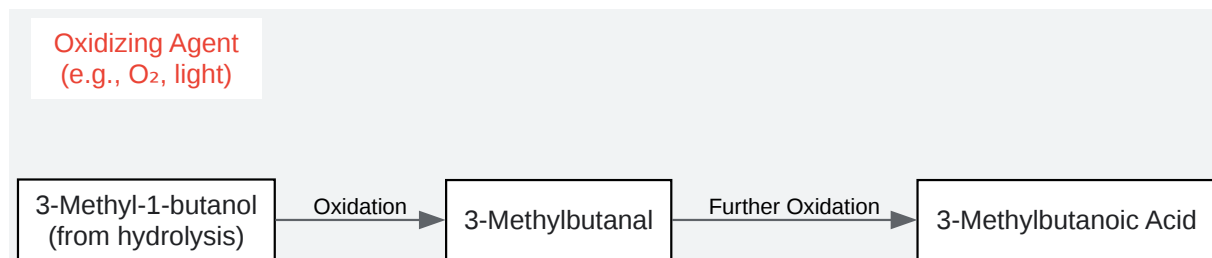 Oxidizing Agent
(e.g., O₂, light)
3-Methyl-1-butanol
(from hydrolysis)
Oxidation
3-Methylbutanal
Further Oxidation
3-Methylbutanoic Acid